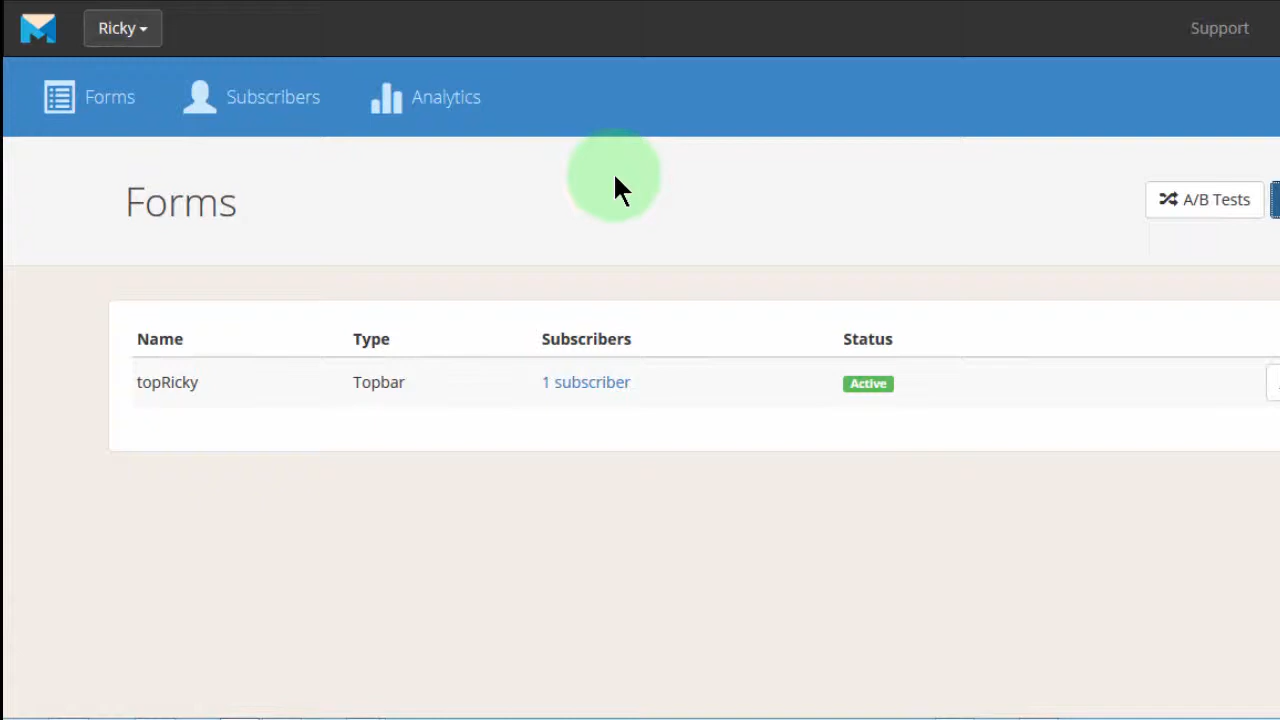 Ricky Support
Forms Subscribers Analytics
Forms A/B Tests
Name Type Subscribers Status
topRicky Topbar 1 subscriber Active